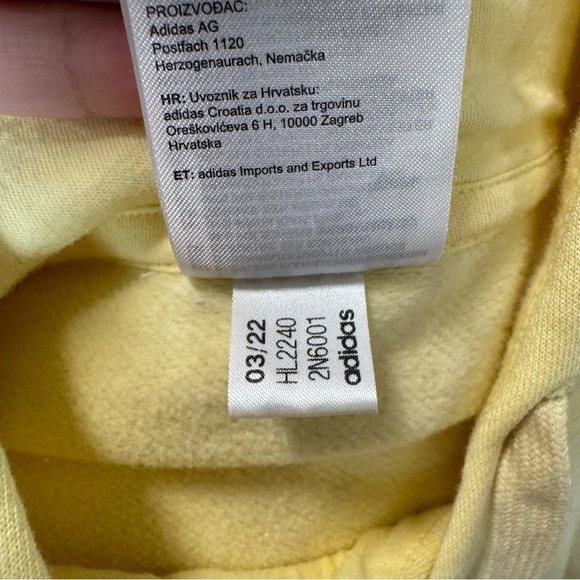 PROIZVOĐAČ:
Adidas AG
Postfach 1120
Herzogenaurach, Nemačka
HR: Uvoznik za Hrvatsku:
adidas Croatia d.o.o. za trgovinu
Oreškovićeva 6 H, 10000 Zagreb
Hrvatska
ET: adidas Imports and Exports Ltd
03/22
HL2240
2N6001
adidas